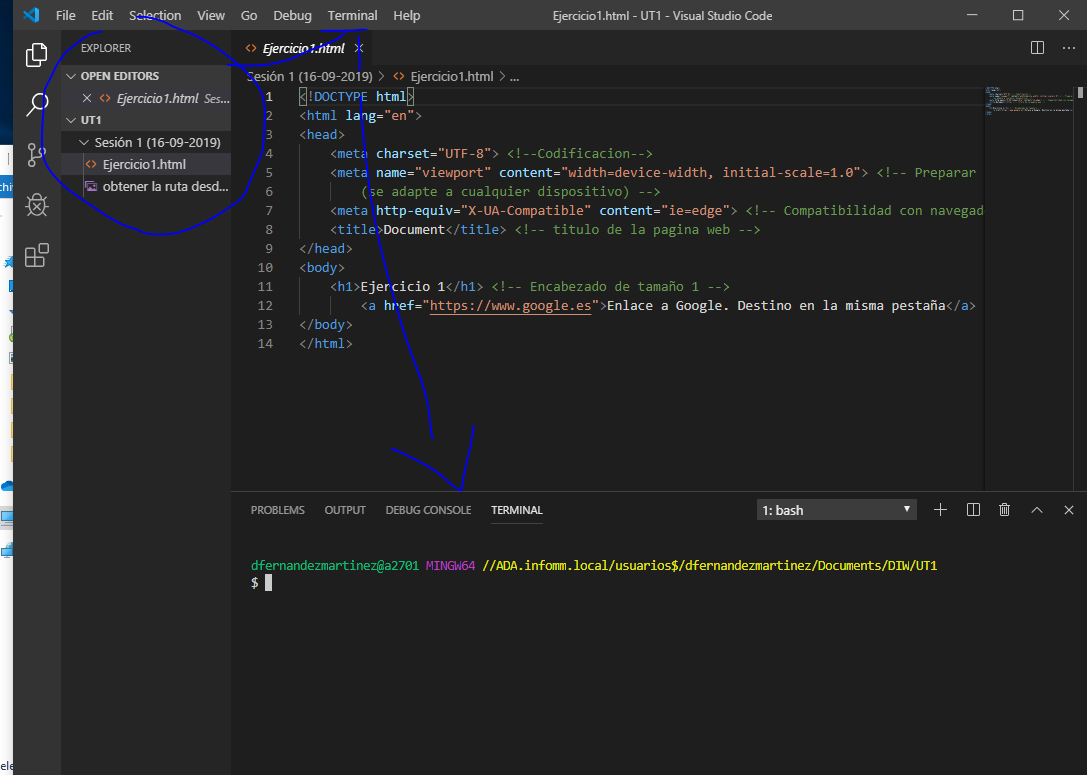 File Edit Selection View Go Debug Terminal Help
Ejercicio1.html - UT1 - Visual Studio Code
EXPLORER
OPEN EDITORS
Ejercicio1.html Ses...
UT1
Sesión 1 (16-09-2019)
Ejercicio1.html
obtener la ruta desd...
Ejercicio1.html
Sesión 1 (16-09-2019) > Ejercicio1.html > ...
1 <!DOCTYPE html>
2 <html lang="en">
3 <head>
4 <meta charset="UTF-8"> <!--Codificacion-->
5 <meta name="viewport" content="width=device-width, initial-scale=1.0"> <!-- Preparar
6 (se adapte a cualquier dispositivo) -->
7 <meta http-equiv="X-UA-Compatible" content="ie=edge"> <!-- Compatibilidad con navegad
8 <title>Document</title> <!-- titulo de la pagina web -->
9 </head>
10 <body>
11 <h1>Ejercicio 1</h1> <!-- Encabezado de tamaño 1 -->
12 <a href="https://www.google.es">Enlace a Google. Destino en la misma pestaña</a>
13 </body>
14 </html>
PROBLEMS OUTPUT DEBUG CONSOLE TERMINAL
1: bash
dfernandezmartinez@a2701 MINGW64 //ADA.infomm.local/usuarios$/dfernandezmartinez/Documents/DIW/UT1
$